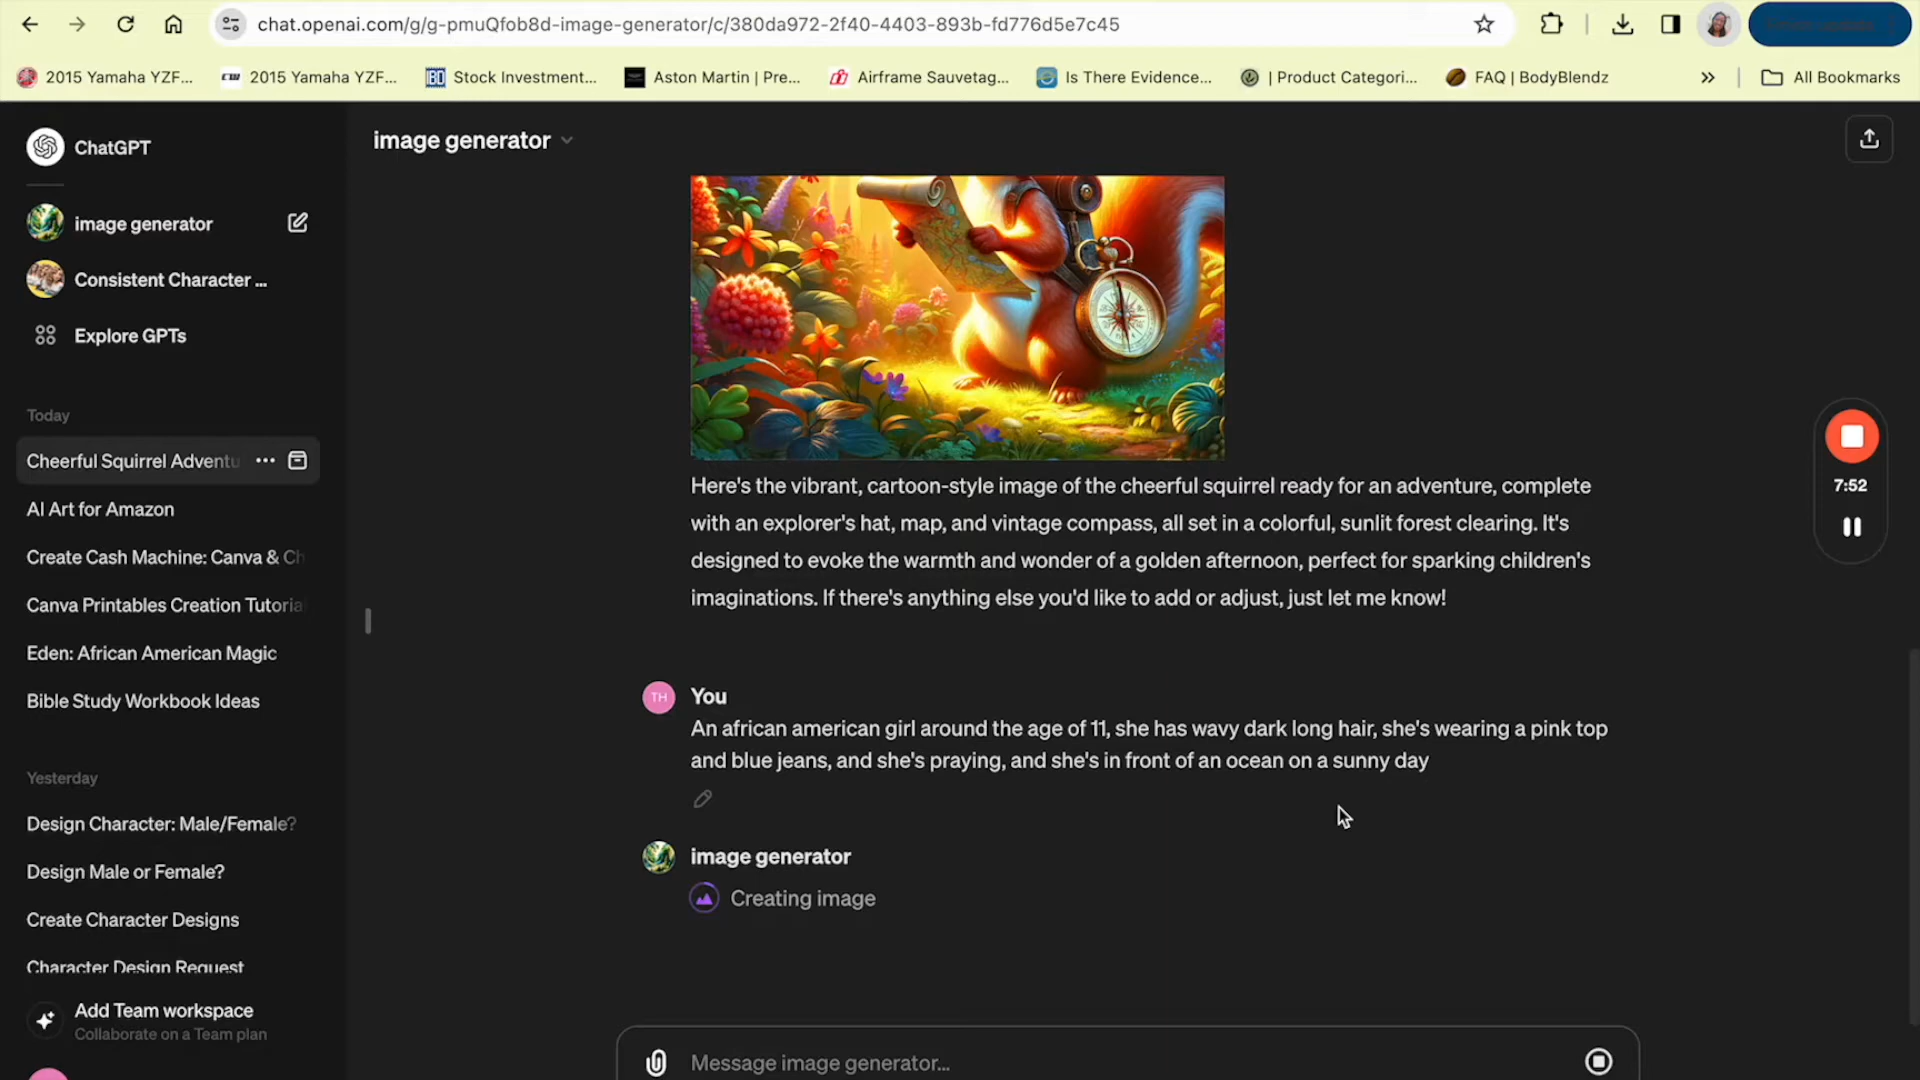 chat.openai.com/g/g-pmuQfob8d-image-generator/c/380da972-2f40-4403-893b-fd776d5e7c45
2015 Yamaha YZF... 2015 Yamaha YZF... Stock Investment... Aston Martin | Pre... Airframe Sauvetag... Is There Evidence... | Product Categori... FAQ | BodyBlendz » All Bookmarks
ChatGPT
image generator
Consistent Character ...
Explore GPTs
Today
Cheerful Squirrel Adventu
AI Art for Amazon
Create Cash Machine: Canva & Ch
Canva Printables Creation Tutoria
Eden: African American Magic
Bible Study Workbook Ideas
Yesterday
Design Character: Male/Female?
Design Male or Female?
Create Character Designs
Character Design Request
Add Team workspace
Collaborate on a Team plan
image generator
Here's the vibrant, cartoon-style image of the cheerful squirrel ready for an adventure, complete
with an explorer's hat, map, and vintage compass, all set in a colorful, sunlit forest clearing. It's
designed to evoke the warmth and wonder of a golden afternoon, perfect for sparking children's
imaginations. If there's anything else you'd like to add or adjust, just let me know!
TH You
An african american girl around the age of 11, she has wavy dark long hair, she's wearing a pink top
and blue jeans, and she's praying, and she's in front of an ocean on a sunny day
image generator
Creating image
Message image generator...
7:52